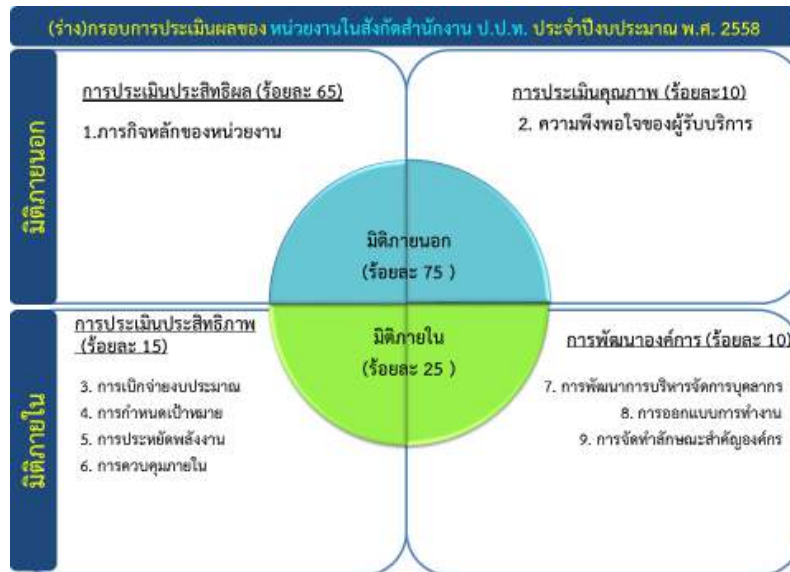 (ร่าง)กรอบการประเมินผลของ หน่วยงานในสังกัดสำนักงาน ป.ป.ท. ประจำปีงบประมาณ พ.ศ. 2558
มิติภายนอก
การประเมินประสิทธิผล (ร้อยละ 65)
1.ภารกิจหลักของหน่วยงาน
การประเมินคุณภาพ (ร้อยละ10)
2. ความพึงพอใจของผู้รับบริการ
มิติภายนอก
(ร้อยละ 75 )
มิติภายใน
(ร้อยละ 25 )
มิติภายใน
การประเมินประสิทธิภาพ
(ร้อยละ 15)
3. การเบิกจ่ายงบประมาณ
4. การกำหนดเป้าหมาย
5. การประหยัดพลังงาน
6. การควบคุมภายใน
การพัฒนาองค์การ (ร้อยละ 10)
7. การพัฒนาการบริหารจัดการบุคลากร
8. การออกแบบการทำงาน
9. การจัดทำลักษณะสำคัญองค์กร